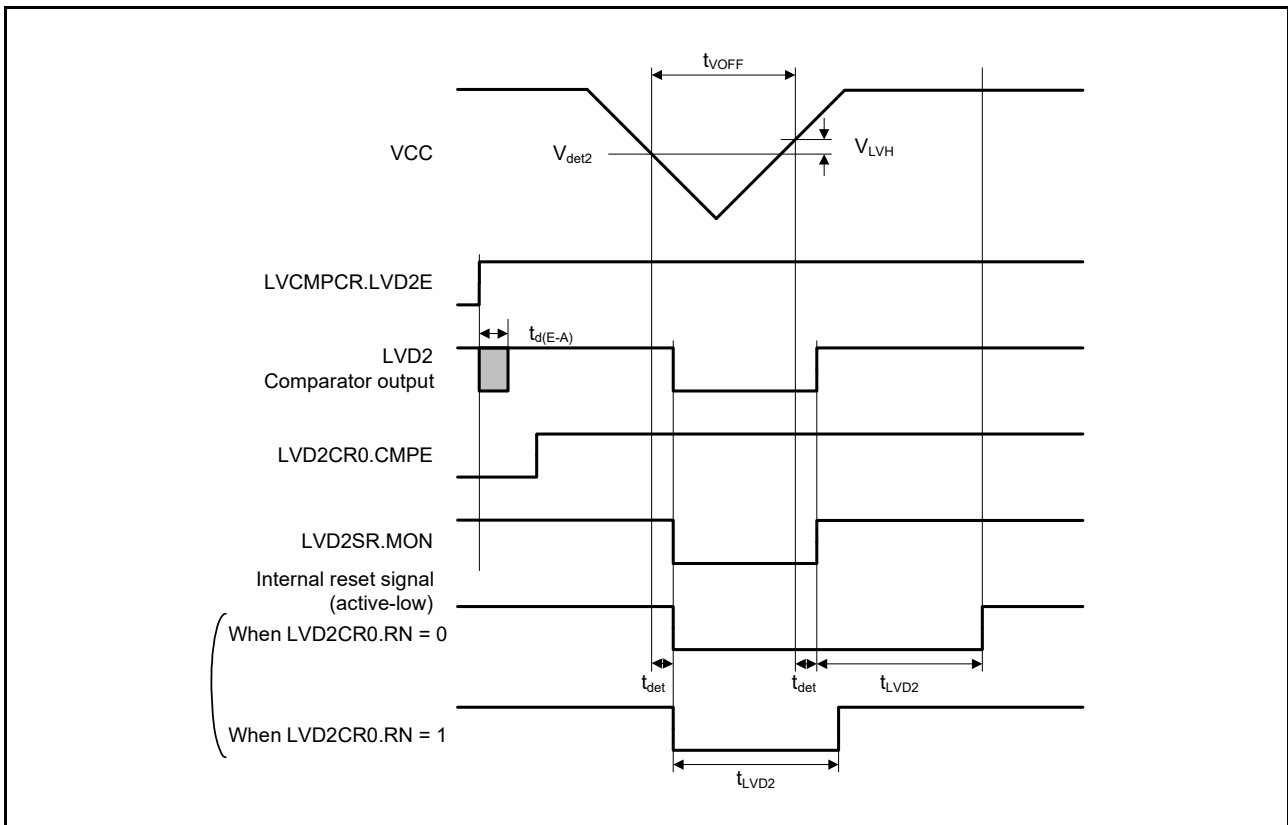 tVOFF
VCC
Vdet2
VLVH
LVCMPCR.LVD2E
td(E-A)
LVD2
Comparator output
LVD2CR0.CMPE
LVD2SR.MON
Internal reset signal
(active-low)
When LVD2CR0.RN = 0
tdet
tdet
tLVD2
When LVD2CR0.RN = 1
tLVD2